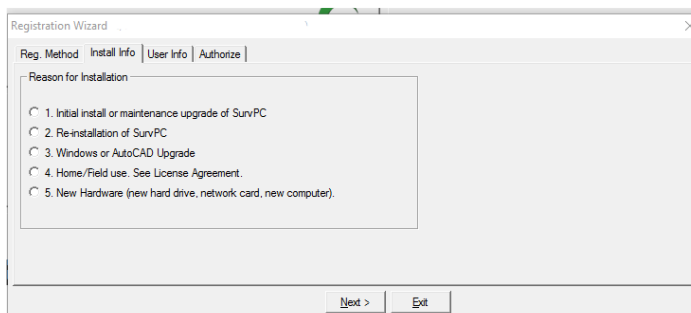 Registration Wizard
Reg. Method Install Info User Info Authorize
Reason for Installation
1. Initial install or maintenance upgrade of SurvPC
2. Re-installation of SurvPC
3. Windows or AutoCAD Upgrade
4. Home/Field use. See License Agreement.
5. New Hardware (new hard drive, network card, new computer).
Next > Exit